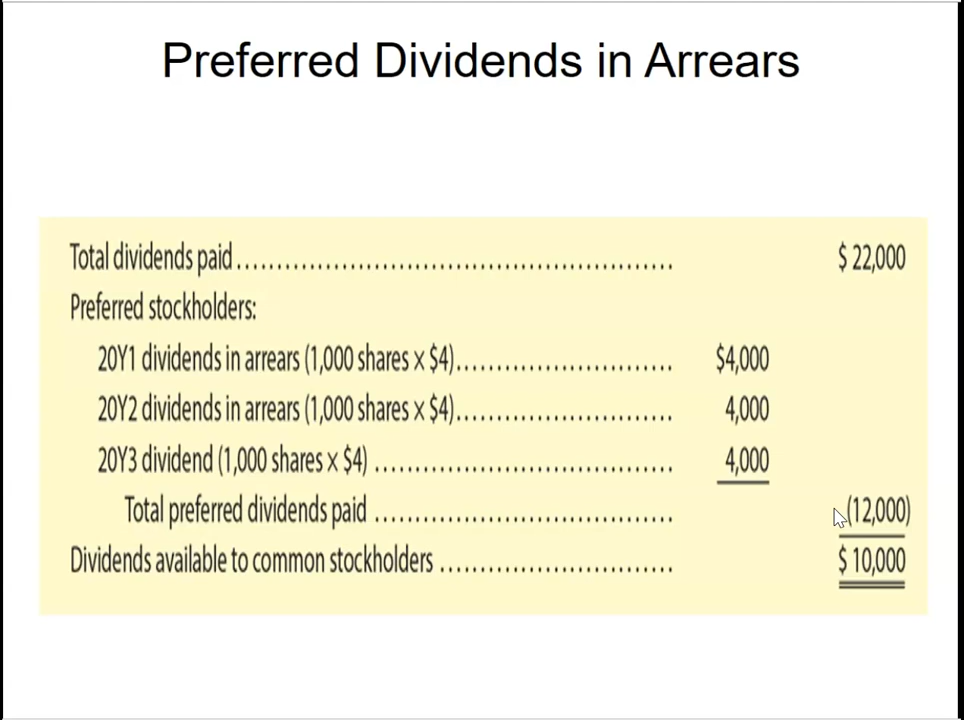 Preferred Dividends in Arrears
Total dividends paid........................................................ $ 22,000
Preferred stockholders:
20Y1 dividends in arrears (1,000 shares × $4)........................... $4,000
20Y2 dividends in arrears (1,000 shares × $4)........................... 4,000
20Y3 dividend (1,000 shares × $4) ...................................... 4,000
Total preferred dividends paid ...................................... (12,000)
Dividends available to common stockholders ............................. $ 10,000